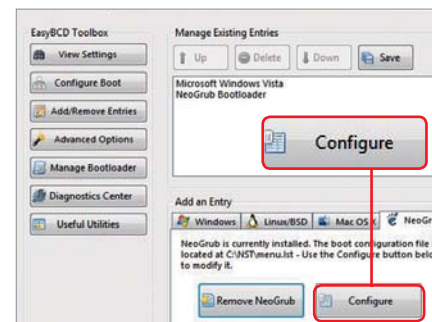 EasyBCD Toolbox
View Settings
Configure Boot
Add/Remove Entries
Advanced Options
Manage Bootloader
Diagnostics Center
Useful Utilities
Manage Existing Entries
Up Delete Down Save
Microsoft Windows Vista
NeoGrub Bootloader
Configure
Add an Entry
Windows Linux/BSD Mac OS X NeoGr
NeoGrub is currently installed. The boot configuration file
located at C:\NST\menu.lst - Use the Configure button belo
to modify it.
Remove NeoGrub Configure